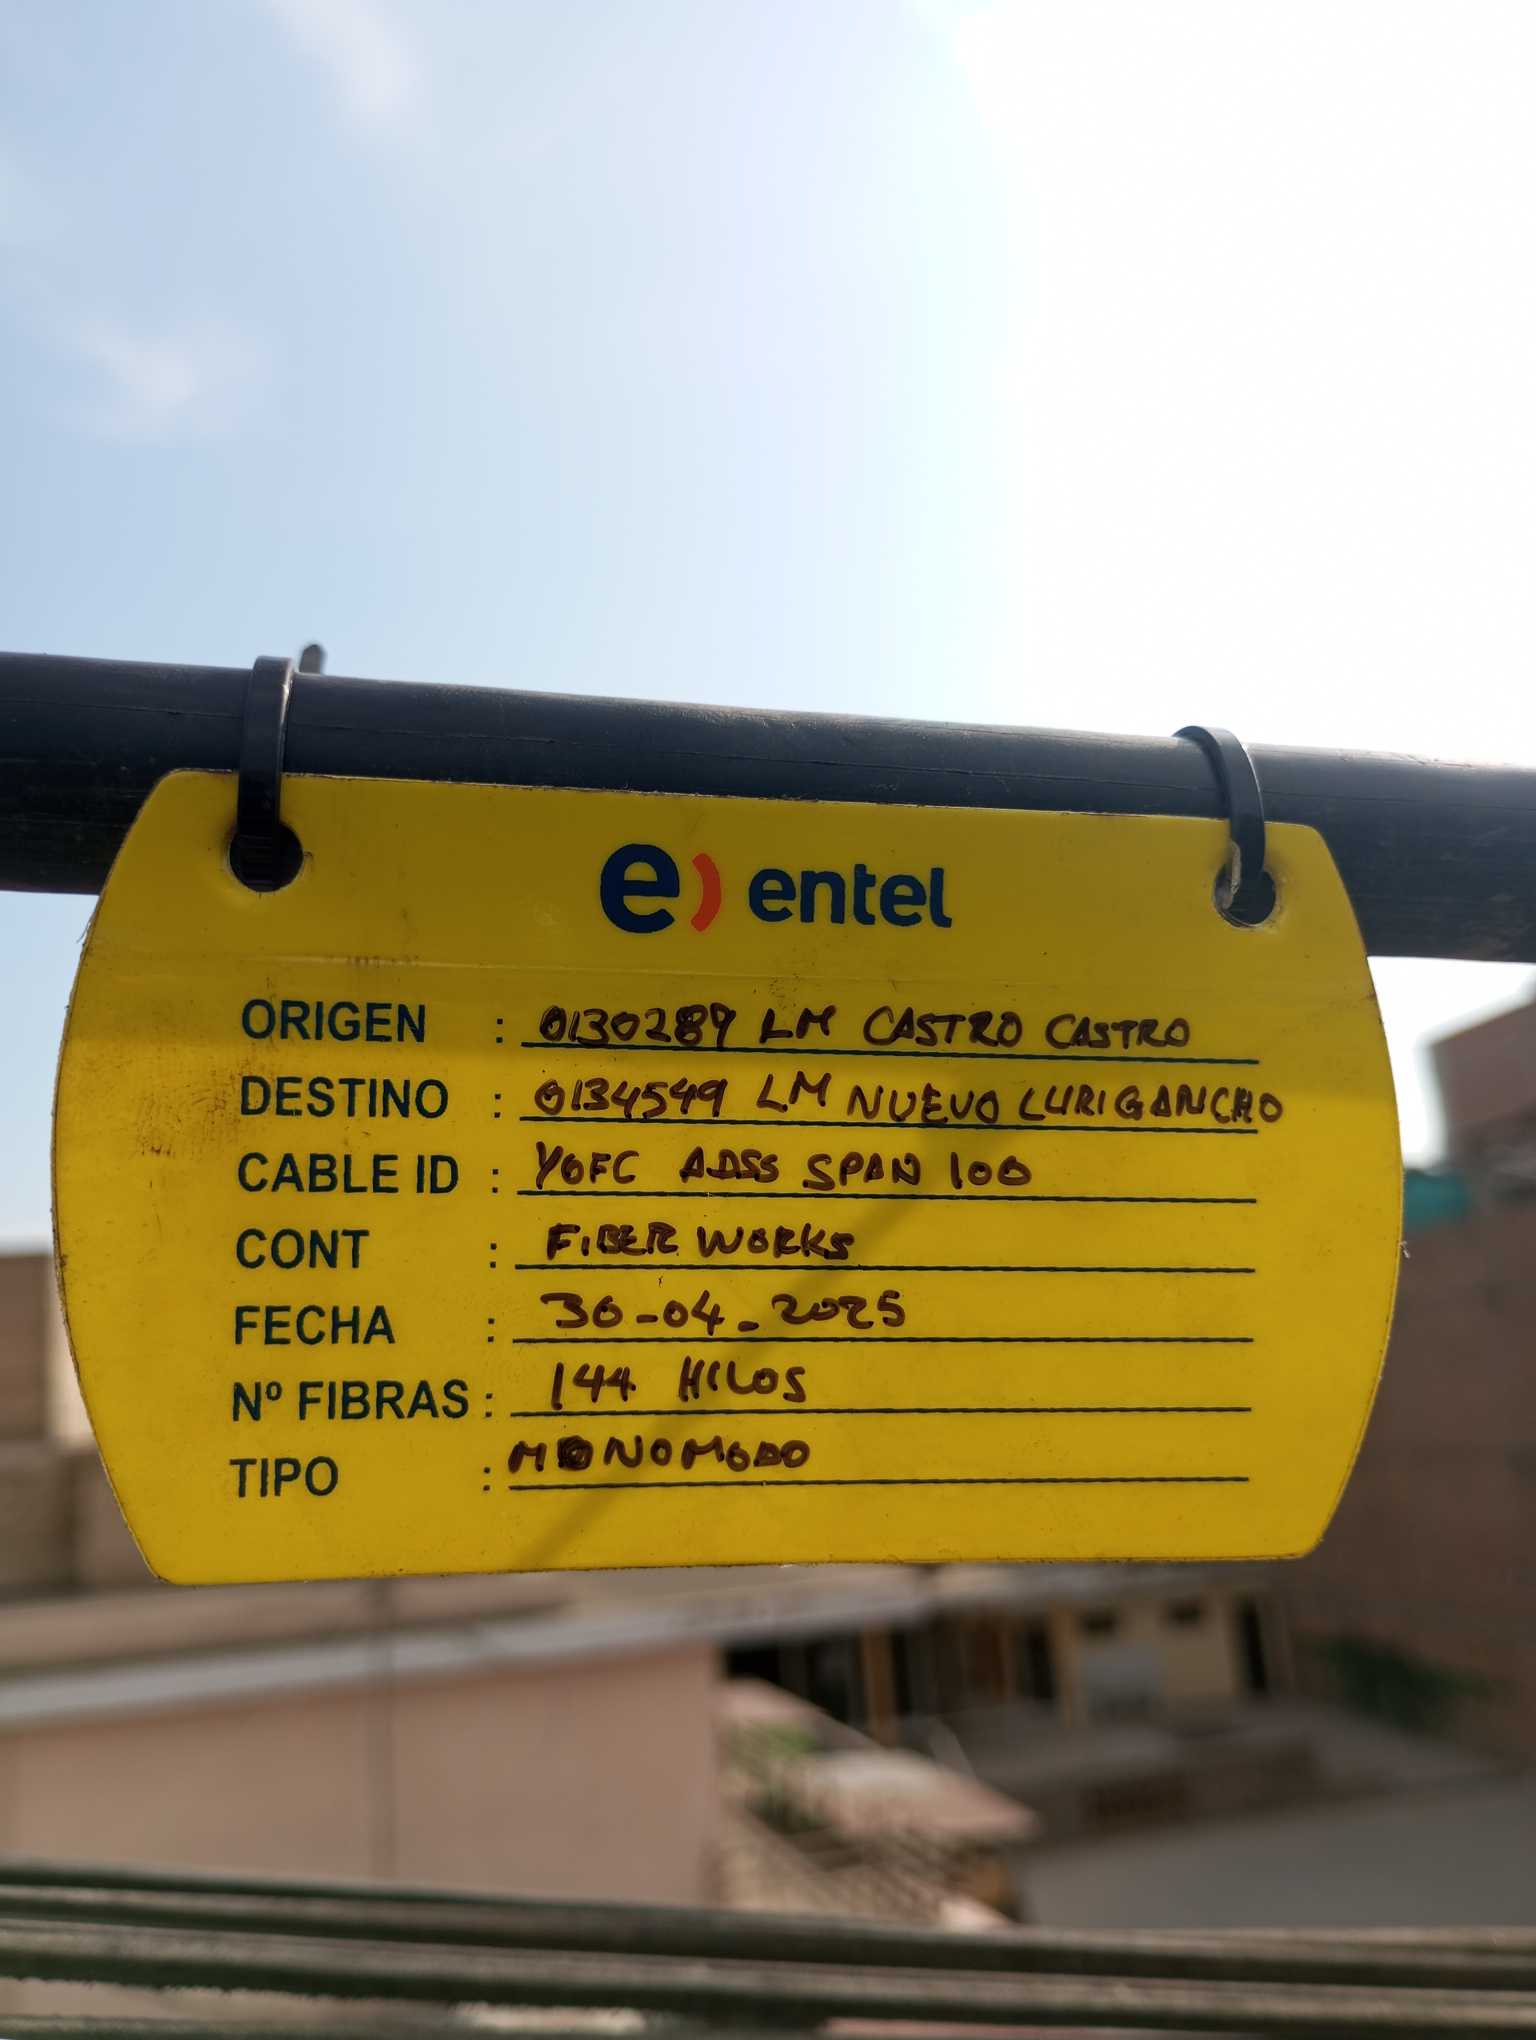 e) entel
ORIGEN : 0130289 LM CASTRO CASTRO
DESTINO : 0134549 LM NUEVO LURIGANCHO
CABLE ID : YOFC ADSS SPAN 100
CONT : FIBER WORKS
FECHA : 30-04-2025
Nº FIBRAS : 144 HILOS
TIPO : MONOMODO